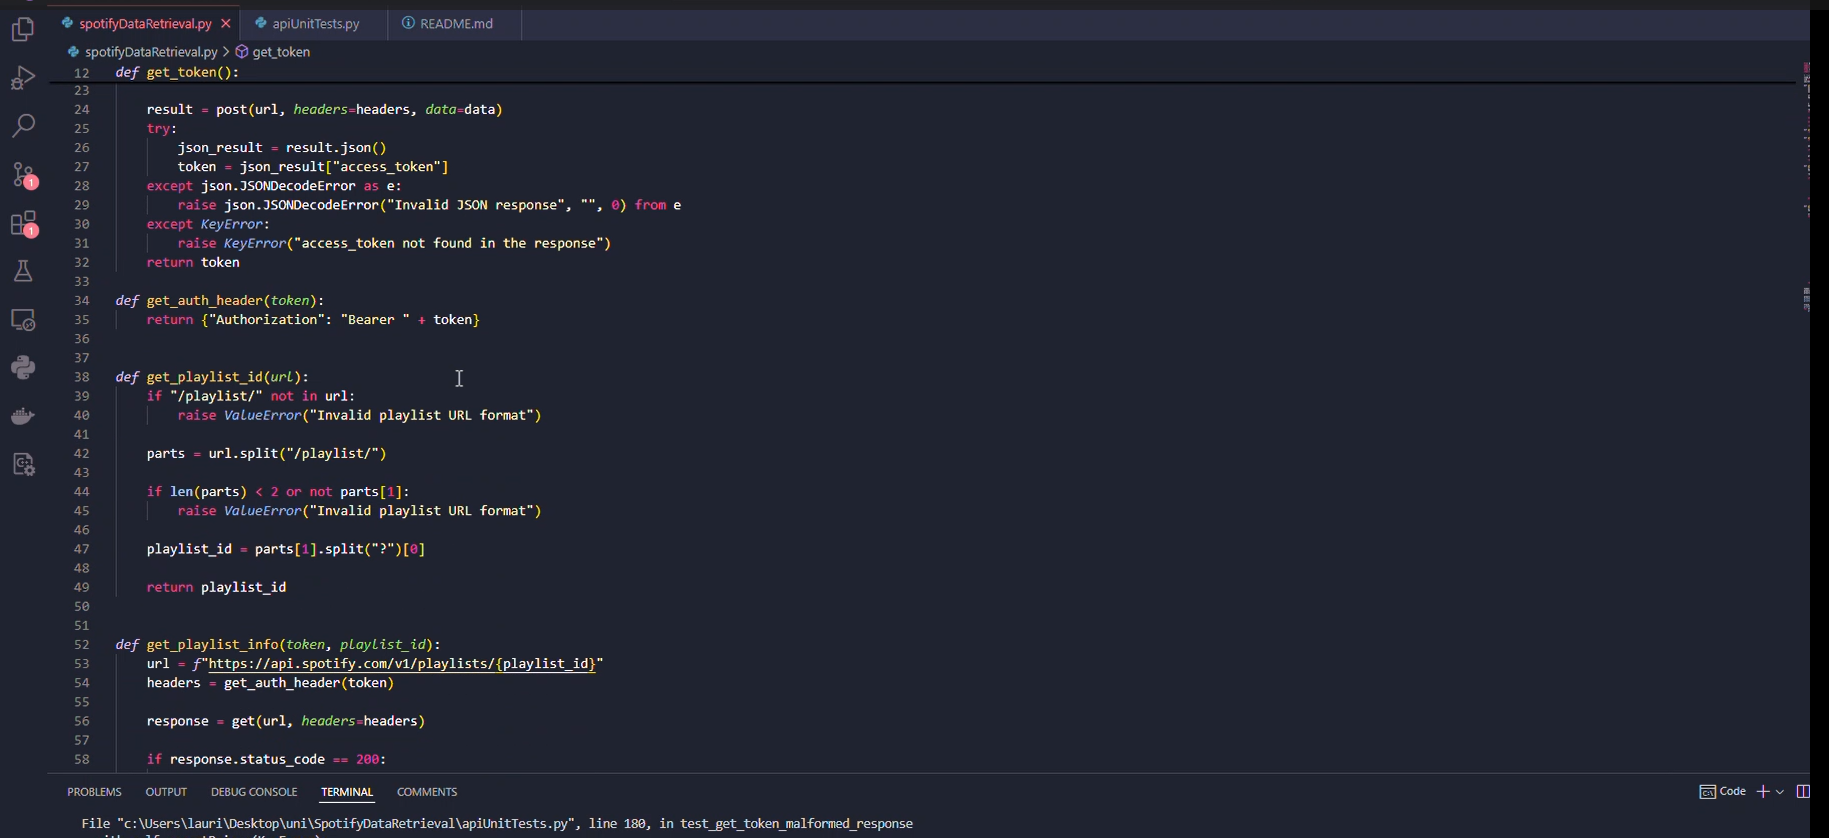 spotifyDataRetrieval.py
apiUnitTests.py
README.md
spotifyDataRetrieval.py > get_token
12 def get_token():
23
24 result = post(url, headers=headers, data=data)
25 try:
26 json_result = result.json()
27 token = json_result["access_token"]
28 except json.JSONDecodeError as e:
29 raise json.JSONDecodeError("Invalid JSON response", "", 0) from e
30 except KeyError:
31 raise KeyError("access_token not found in the response")
32 return token
33
34 def get_auth_header(token):
35 return {"Authorization": "Bearer " + token}
36
37
38 def get_playlist_id(url):
39 if "/playlist/" not in url:
40 raise ValueError("Invalid playlist URL format")
41
42 parts = url.split("/playlist/")
43
44 if len(parts) < 2 or not parts[1]:
45 raise ValueError("Invalid playlist URL format")
46
47 playlist_id = parts[1].split("?")[0]
48
49 return playlist_id
50
51
52 def get_playlist_info(token, playlist_id):
53 url = f"https://api.spotify.com/v1/playlists/{playlist_id}"
54 headers = get_auth_header(token)
55
56 response = get(url, headers=headers)
57
58 if response.status_code == 200:
1
1
PROBLEMS OUTPUT DEBUG CONSOLE TERMINAL COMMENTS Code
File "c:\Users\lauri\Desktop\uni\SpotifyDataRetrieval\apiUnitTests.py", line 180, in test_get_token_malformed_response